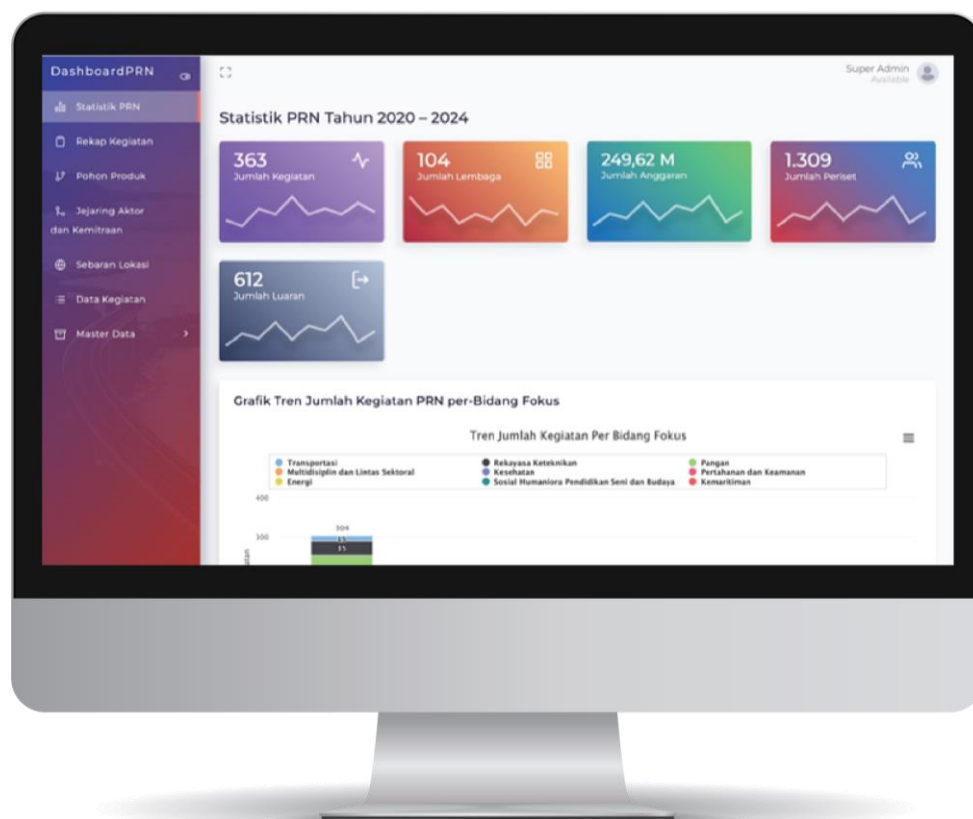 DashboardPRN
Statistik PRN
Rekap Kegiatan
Pohon Produk
Jejaring Aktor
dan Kemitraan
Sebaran Lokasi
Data Kegiatan
Master Data
Super Admin
Available
Statistik PRN Tahun 2020 – 2024
363
Jumlah Kegiatan
104
Jumlah Lembaga
249,62 M
Jumlah Anggaran
1.309
Jumlah Periset
612
Jumlah Luaran
Grafik Tren Jumlah Kegiatan PRN per-Bidang Fokus
Tren Jumlah Kegiatan Per Bidang Fokus
Transportasi
Multidisiplin dan Lintas Sektoral
Energi
Rekayasa Keteknikan
Kesehatan
Sosial Humaniora Pendidikan Seni dan Budaya
Pangan
Pertahanan dan Keamanan
Kemaritiman
400
300
304
15
35